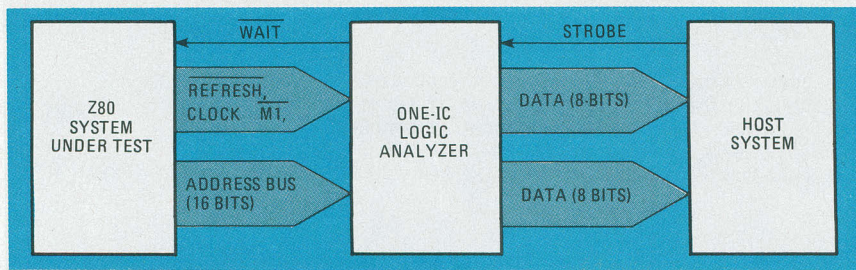 Z80
SYSTEM
UNDER TEST
WAIT
REFRESH,
CLOCK M1,
ADDRESS BUS
(16 BITS)
ONE-IC
LOGIC
ANALYZER
STROBE
DATA (8-BITS)
DATA (8 BITS)
HOST
SYSTEM